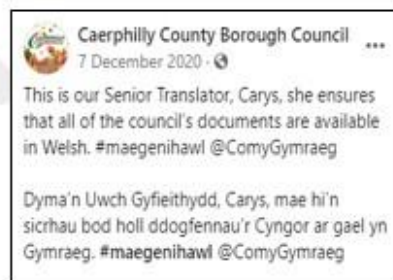 Caerphilly County Borough Council
7 December 2020 ·
This is our Senior Translator, Carys, she ensures
that all of the council's documents are available
in Welsh. #maegenihawl @ComyGymraeg
Dyma'n Uwch Gyfieithydd, Carys, mae hi'n
sicrhau bod holl ddogfennau'r Cyngor ar gael yn
Gymraeg. #maegenihawl @ComyGymraeg